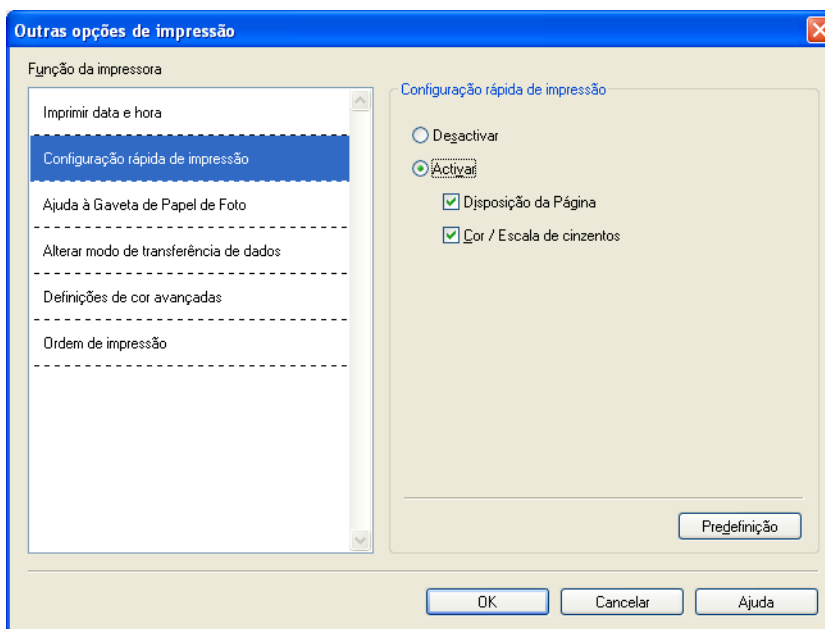 Outras opções de impressão
Função da impressora
Imprimir data e hora
Configuração rápida de impressão
Ajuda à Gaveta de Papel de Foto
Alterar modo de transferência de dados
Definições de cor avançadas
Ordem de impressão
Configuração rápida de impressão
Desactivar
Activar
Disposição da Página
Cor / Escala de cinzentos
Predefinição
OK
Cancelar
Ajuda